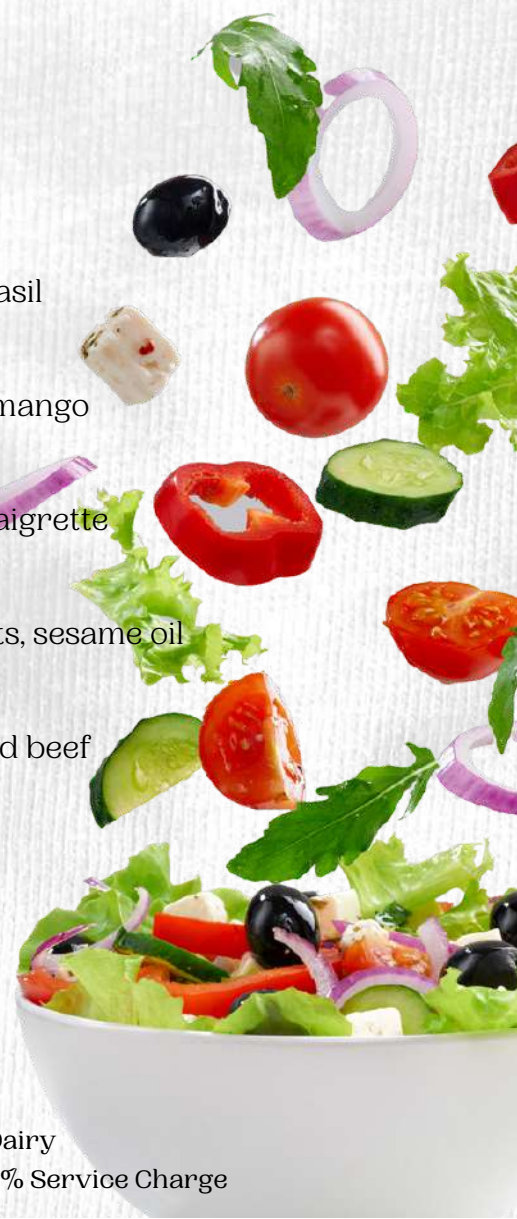 asil
mango
aigrette
ts, sesame oil
d beef
Dairy
% Service Charge